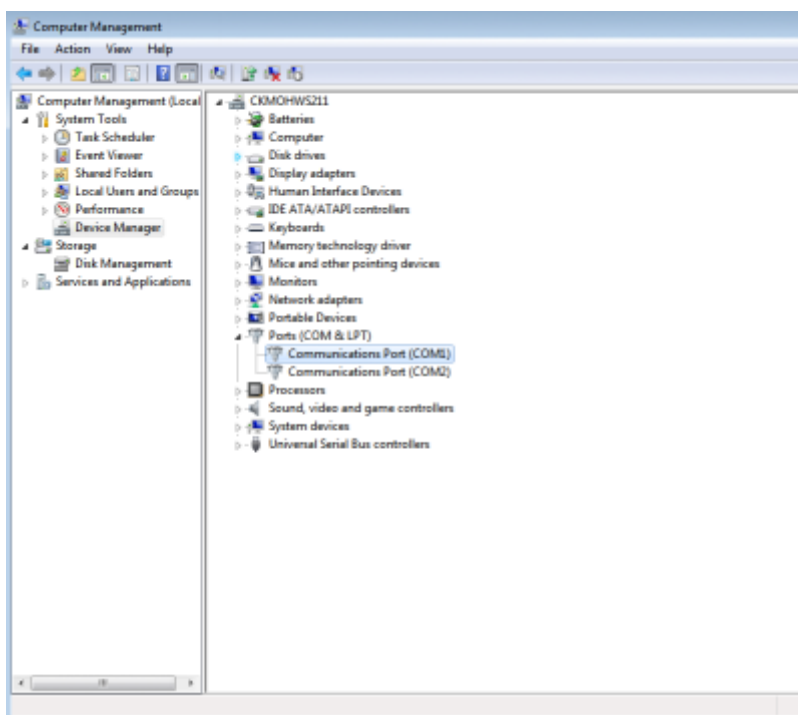 Computer Management
File Action View Help
Computer Management (Local
System Tools
Task Scheduler
Event Viewer
Shared Folders
Local Users and Groups
Performance
Device Manager
Storage
Disk Management
Services and Applications
CKMOHWS211
Batteries
Computer
Disk drives
Display adapters
Human Interface Devices
IDE ATA/ATAPI controllers
Keyboards
Memory technology driver
Mice and other pointing devices
Monitors
Network adapters
Portable Devices
Ports (COM & LPT)
Communications Port (COM1)
Communications Port (COM2)
Processors
Sound, video and game controllers
System devices
Universal Serial Bus controllers